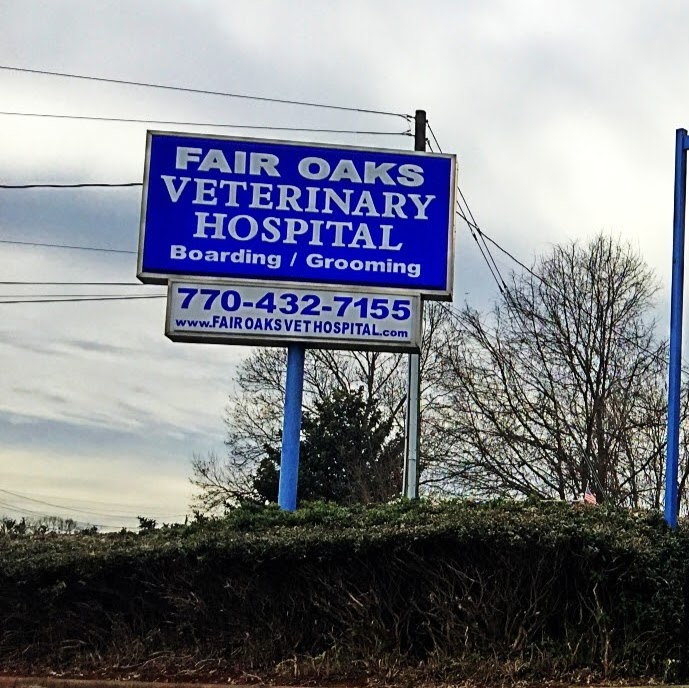 FAIR OAKS
VETERINARY
HOSPITAL
Boarding / Grooming
770-432-7155
www.FAIROAKSVETHOSPITAL.com